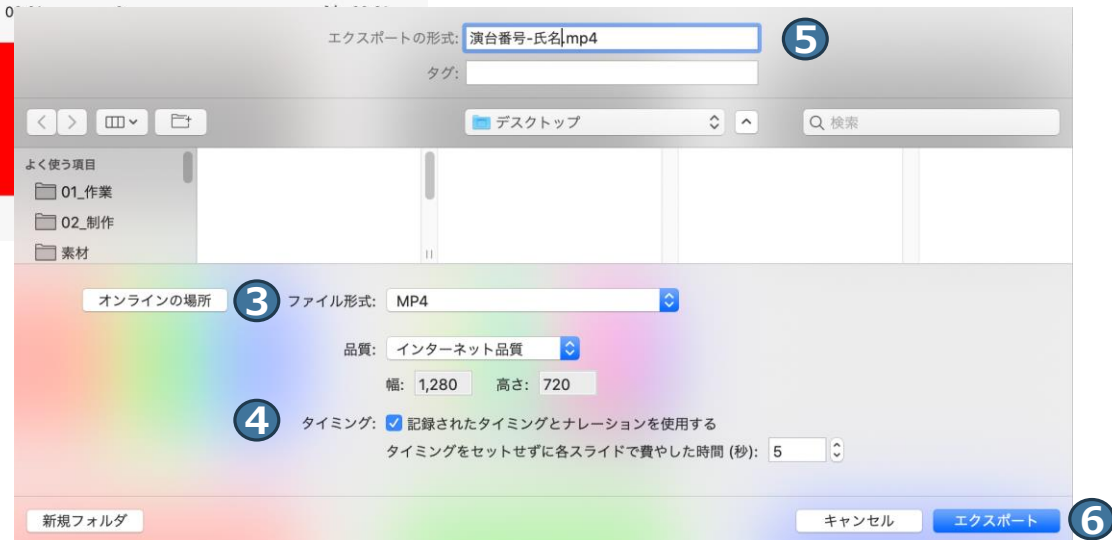 エクスポートの形式: 演台番号-氏名.mp4 5
タグ:
デスクトップ 検索
よく使う項目
01_作業
02_制作
素材
オンラインの場所 3 ファイル形式: MP4
品質: インターネット品質
幅: 1,280 高さ: 720
4 タイミング: 記録されたタイミングとナレーションを使用する
タイミングをセットせずに各スライドで費やした時間 (秒): 5
新規フォルダ キャンセル エクスポート 6